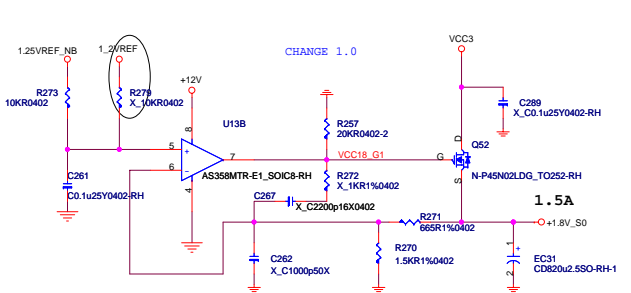 CHANGE 1.0
1.25VREF_NB
1_2VREF
VCC3
+12V
R273
10KR0402
R279
X_10KR0402
C289
X_C0.1u25Y0402-RH
U13B
R257
20KR0402-2
8
5
+
6
-
7
4
AS358MTR-E1_SOIC8-RH
VCC18_G1
G
D
S
Q52
N-P45N02LDG_TO252-RH
C261
C0.1u25Y0402-RH
R272
X_1KR1%0402
C267
X_C2200p16X0402
1.5A
R271
665R1%0402
+1.8V_S0
C262
X_C1000p50X
R270
1.5KR1%0402
1
+
2
EC31
CD820u2.5SO-RH-1